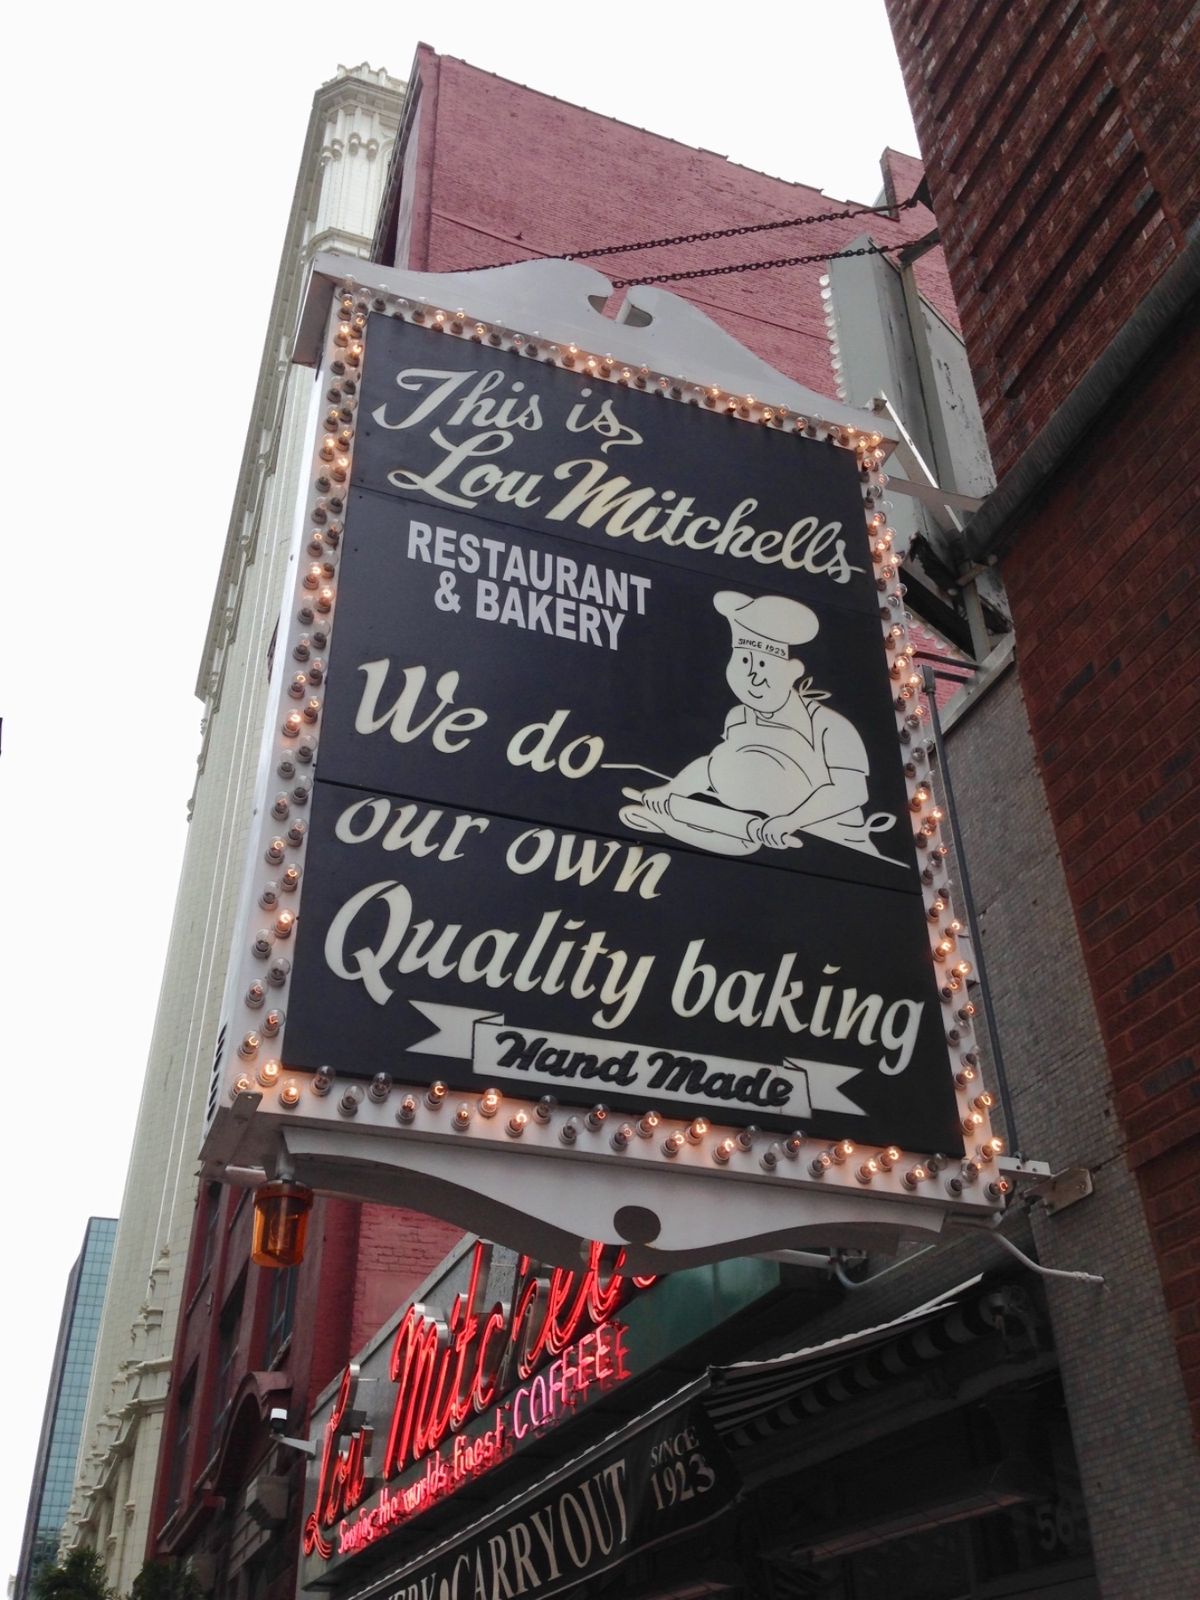 This is
Lou Mitchells
RESTAURANT
& BAKERY
SINCE 1923
We do
our own
Quality baking
Hand Made
Lou Mitchell's
Serving the worlds finest COFFEE
CARRYOUT
SINCE
1923